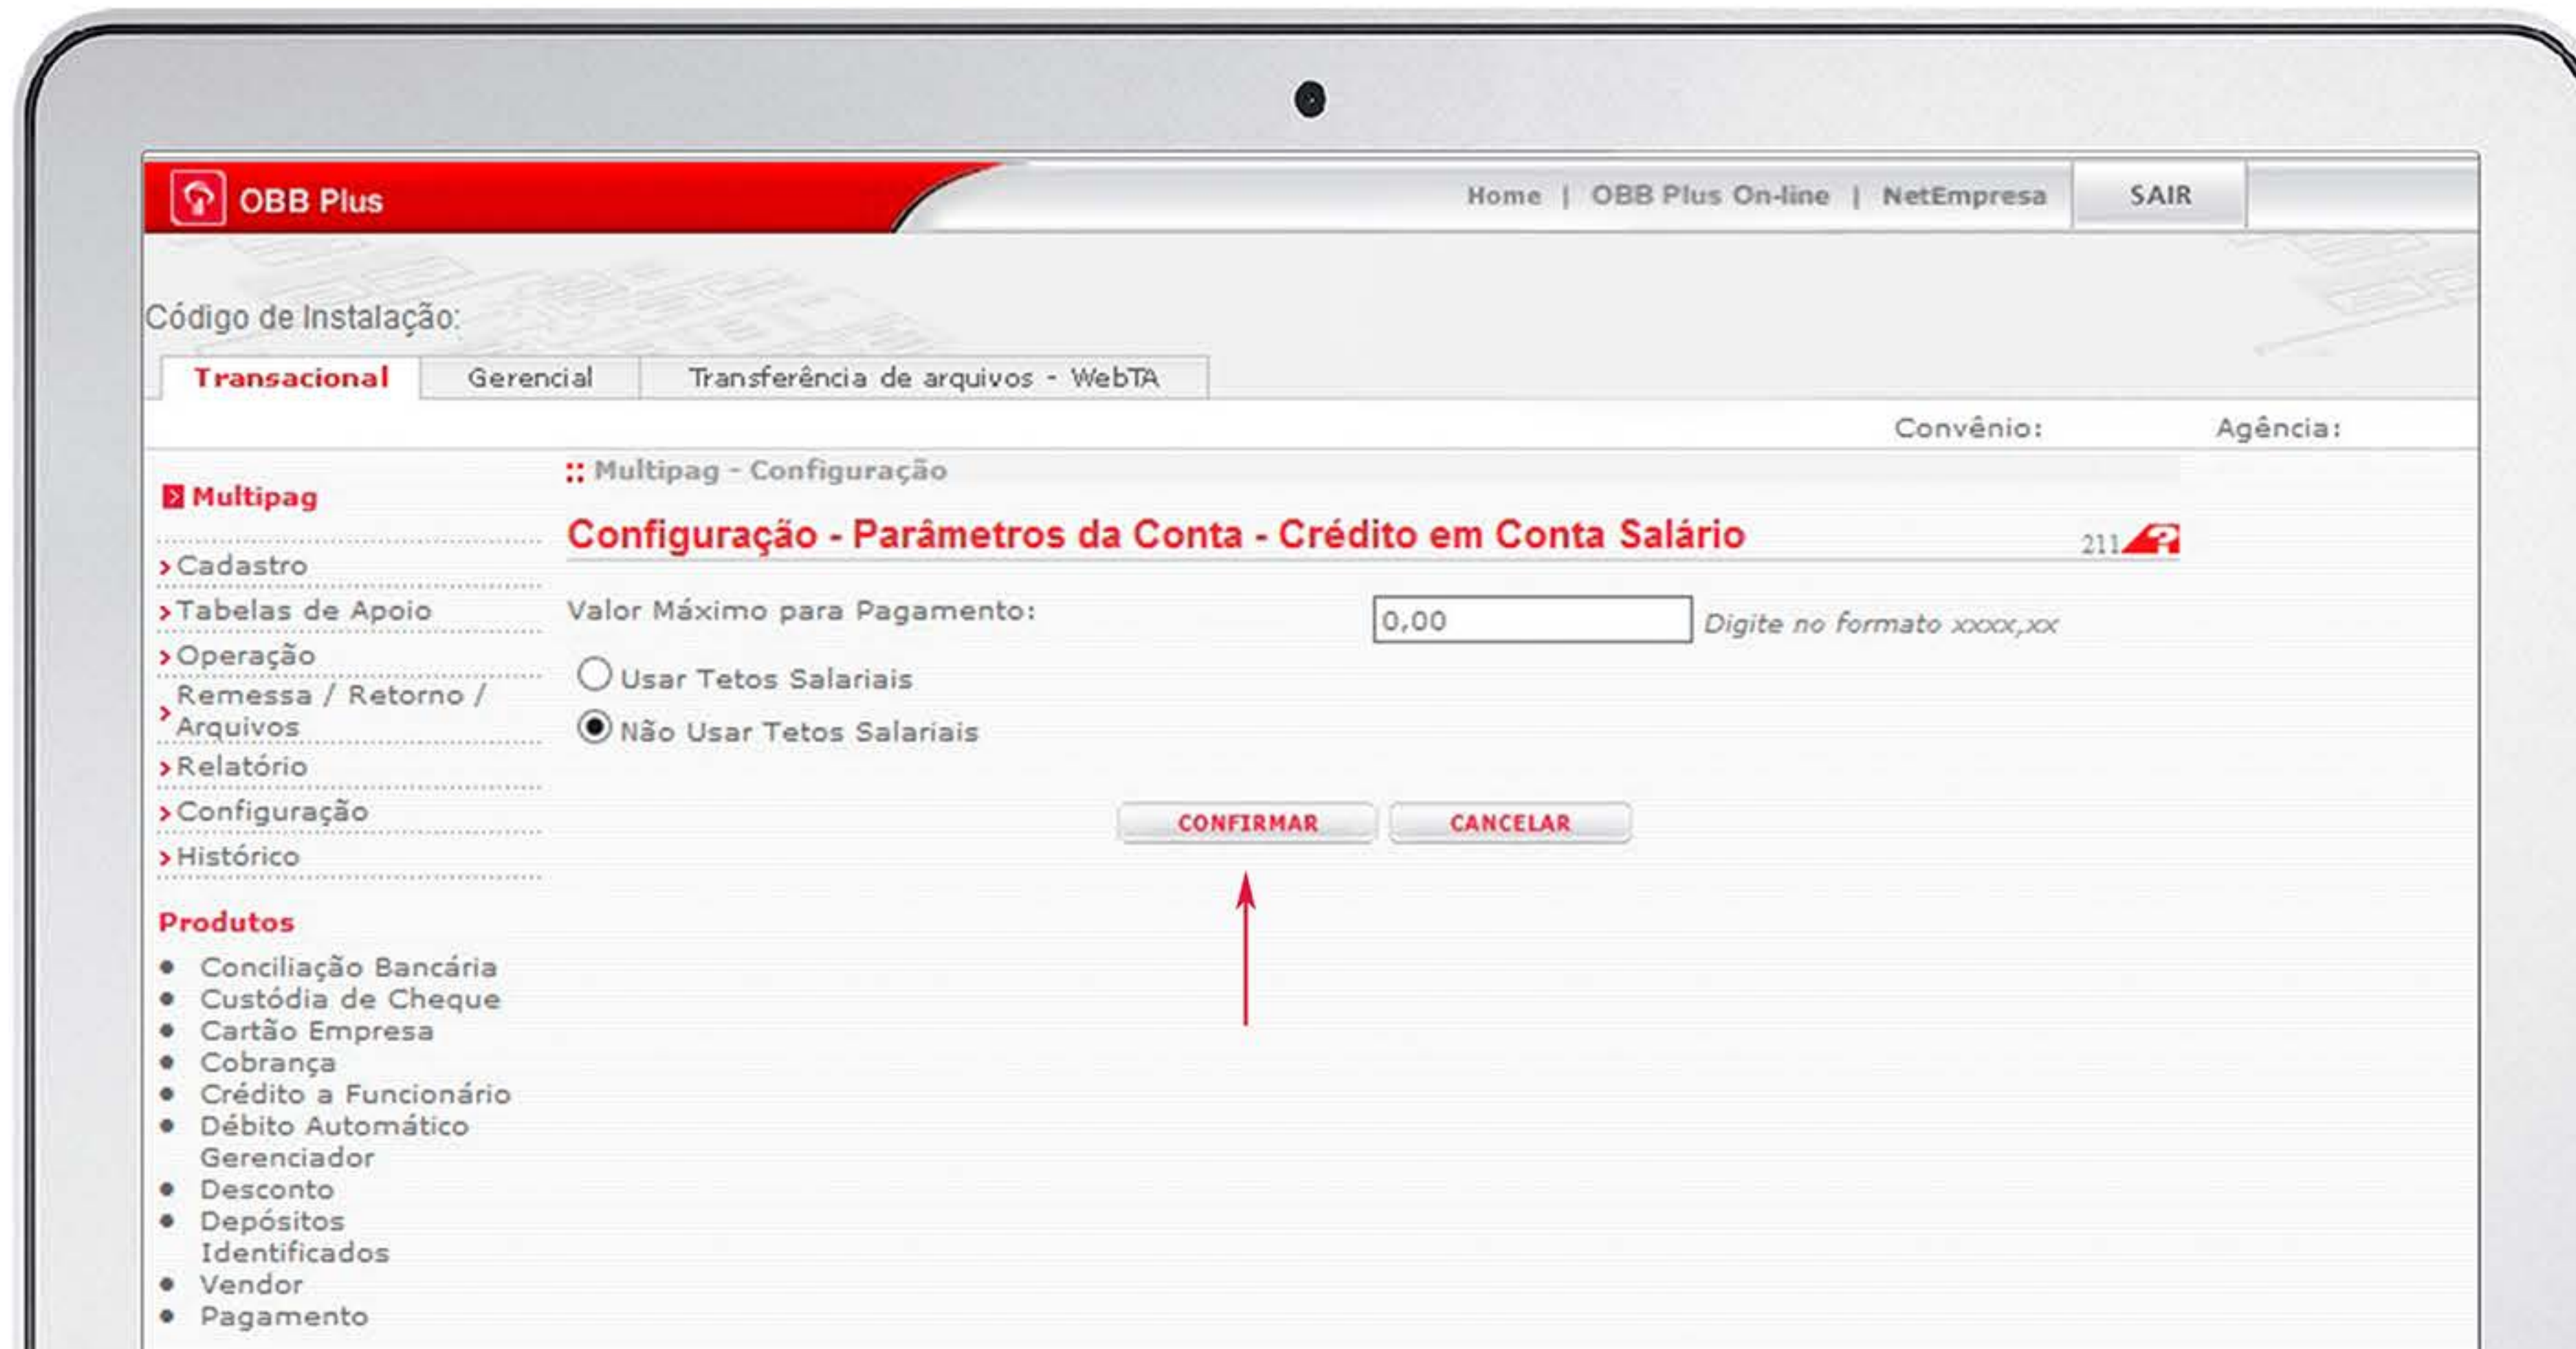 OBB Plus
Home | OBB Plus On-line | NetEmpresa
SAIR
Código de Instalação:
Transacional
Gerencial
Transferência de arquivos - WebTA
Convênio:
Agência:
Multipag
Cadastro
Tabelas de Apoio
Operação
Remessa / Retorno /
Arquivos
Relatório
Configuração
Histórico
Produtos
• Conciliação Bancária
• Custódia de Cheque
• Cartão Empresa
• Cobrança
• Crédito a Funcionário
• Débito Automático
Gerenciador
• Desconto
• Depósitos
Identificados
• Vendor
• Pagamento
:: Multipag - Configuração
Configuração - Parâmetros da Conta - Crédito em Conta Salário
211 ?
Valor Máximo para Pagamento:
0,00
Digite no formato xxxx,xx
Usar Tetos Salariais
Não Usar Tetos Salariais
CONFIRMAR
CANCELAR